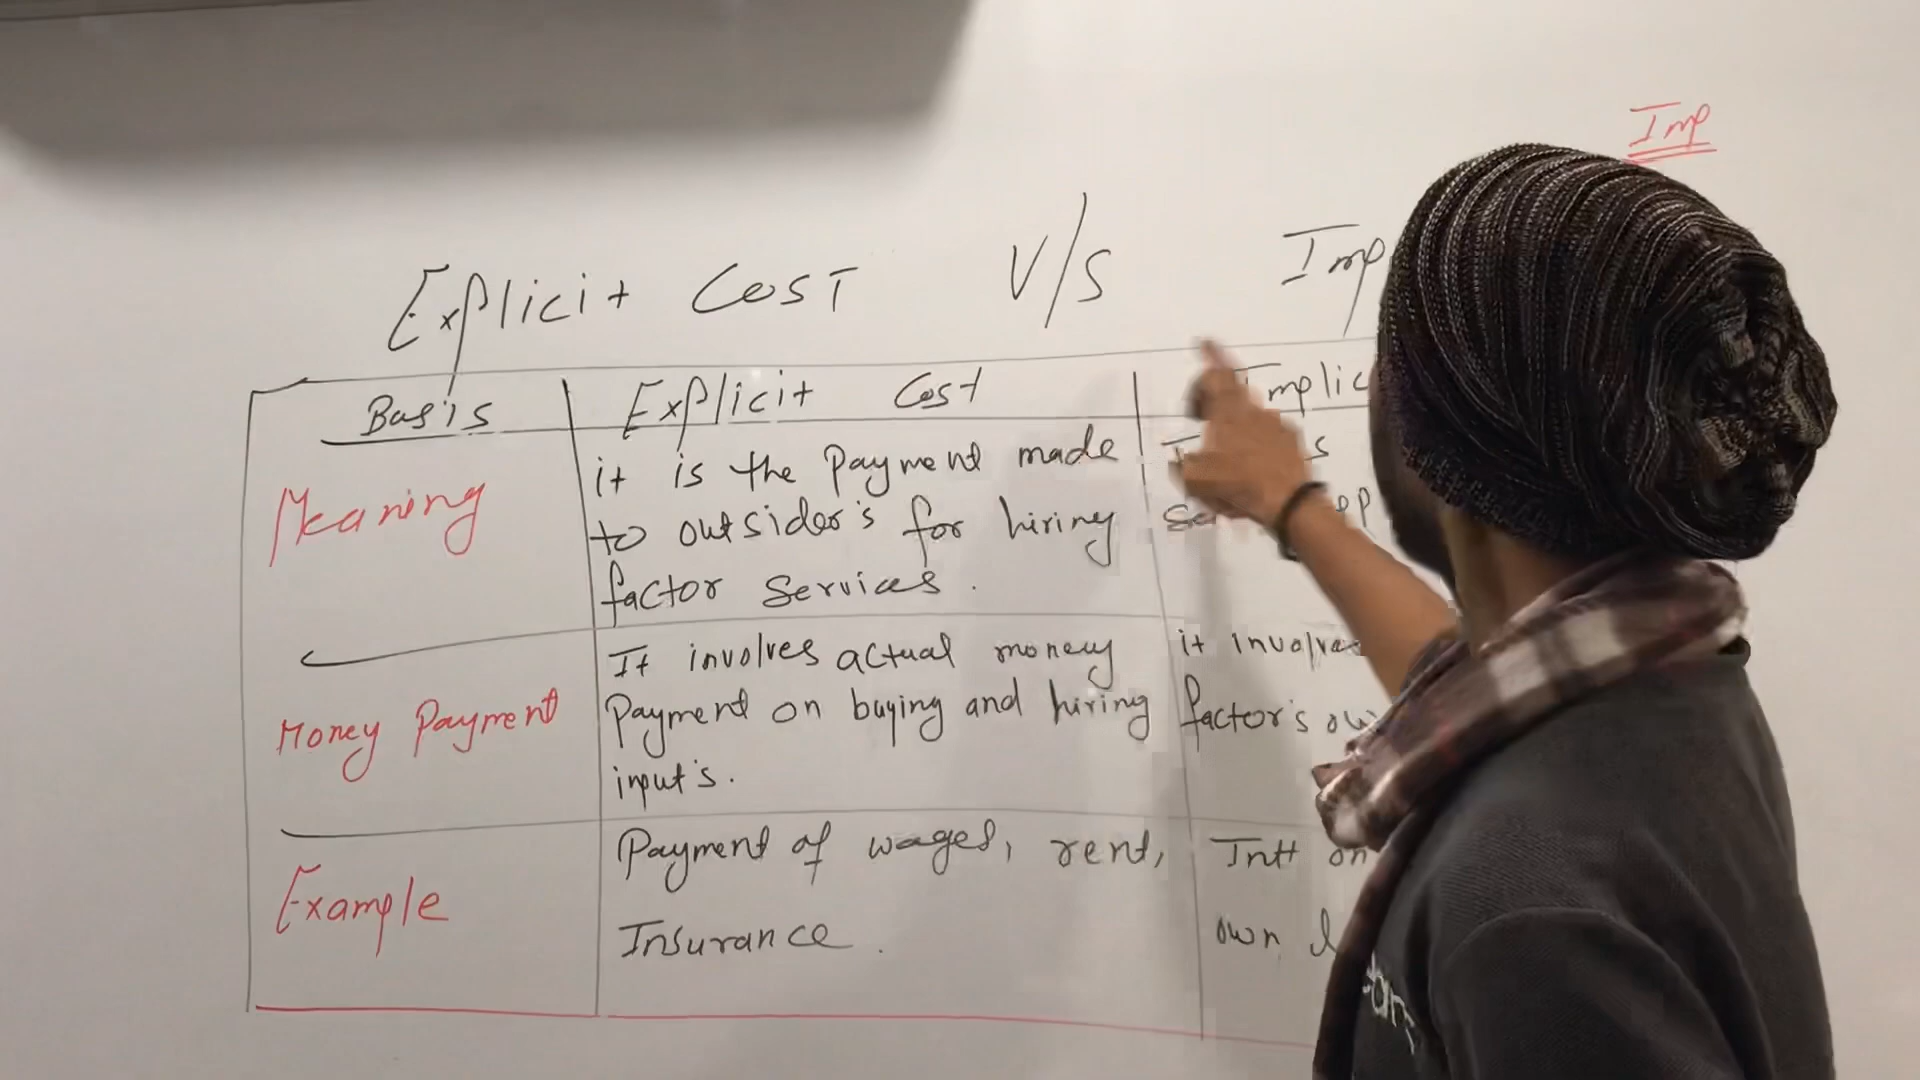 Imp
Explicit Cost V/S Imp
Basis
Explicit Cost
Implic
Meaning
it is the Payment made
to outsider's for hiring
factor Services.
Money Payment
It involves actual money
Payment on buying and hiring
input's.
it involves
factor's ow
Example
Payment of wages, rent,
Insurance.
Intt on
own